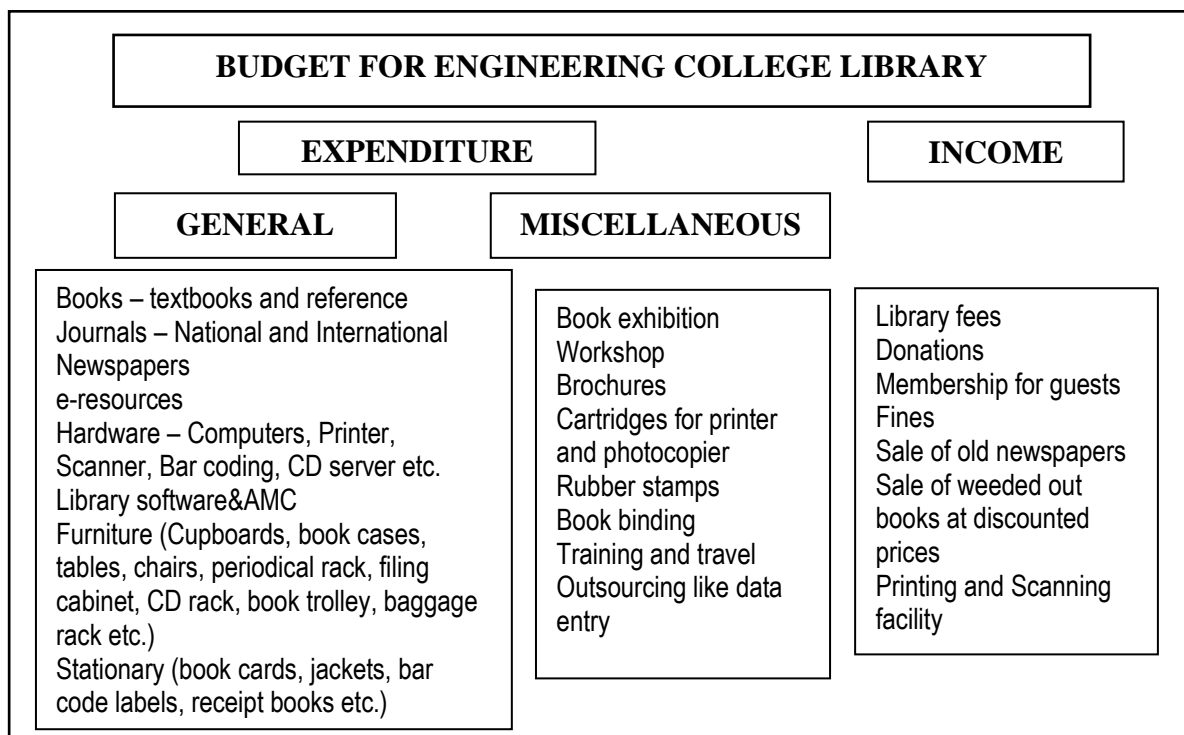 BUDGET FOR ENGINEERING COLLEGE LIBRARY
EXPENDITURE
INCOME
GENERAL
MISCELLANEOUS
Books – textbooks and reference
Journals – National and International
Newspapers
e-resources
Hardware – Computers, Printer,
Scanner, Bar coding, CD server etc.
Library software&AMC
Furniture (Cupboards, book cases,
tables, chairs, periodical rack, filing
cabinet, CD rack, book trolley, baggage
rack etc.)
Stationary (book cards, jackets, bar
code labels, receipt books etc.)
Book exhibition
Workshop
Brochures
Cartridges for printer
and photocopier
Rubber stamps
Book binding
Training and travel
Outsourcing like data
entry
Library fees
Donations
Membership for guests
Fines
Sale of old newspapers
Sale of weeded out
books at discounted
prices
Printing and Scanning
facility